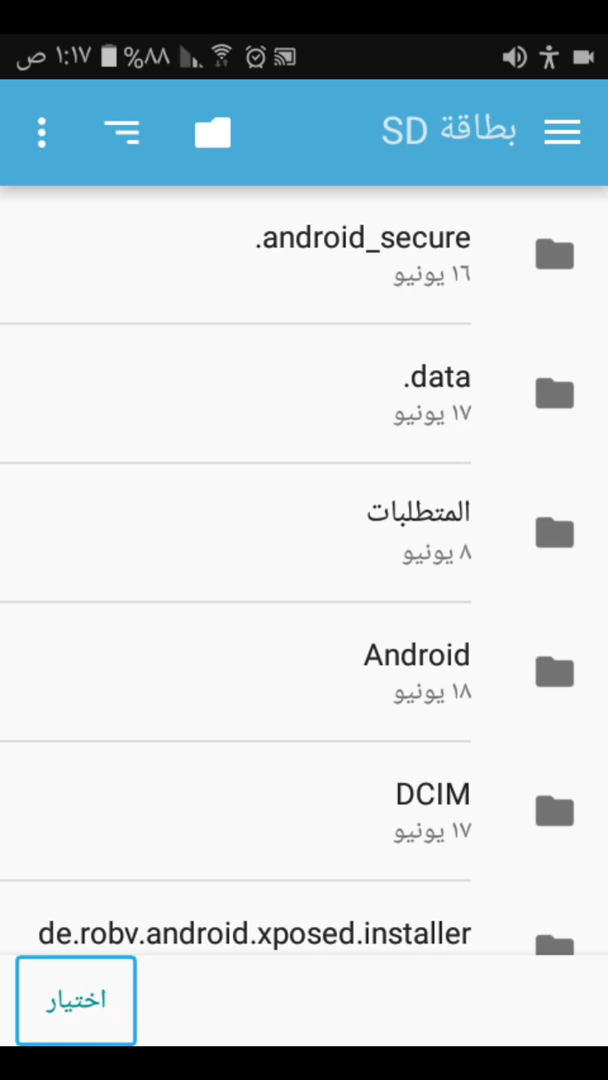 ١:١٧ ص
%٨٨
بطاقة SD
.android_secure
١٦ يونيو
.data
١٧ يونيو
المتطلبات
٨ يونيو
Android
١٨ يونيو
DCIM
١٧ يونيو
de.robv.android.xposed.installer
اختيار